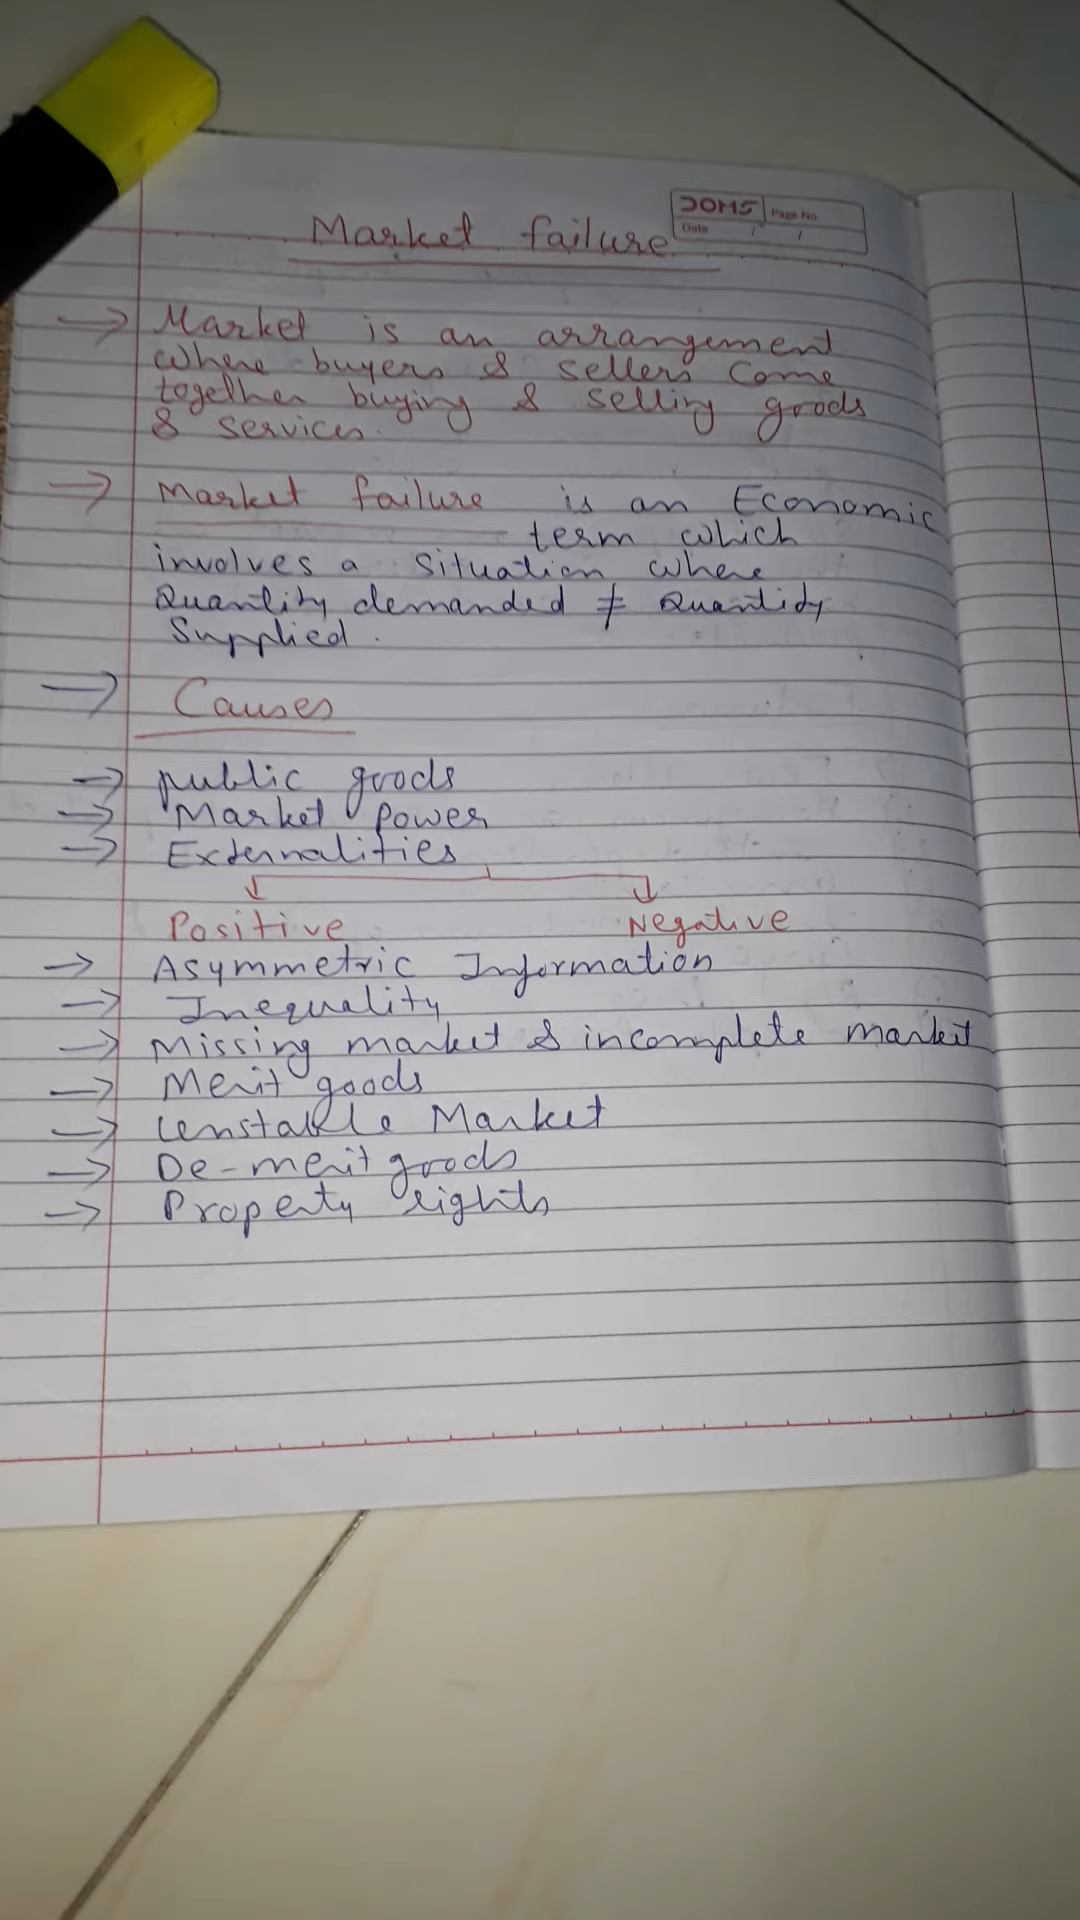 DOMS Page No.
Date / /
Market failure
→ Market is an arrangement
where buyers & sellers come
together buying & selling goods
& services.
→ Market failure is an Economic
term which
involves a situation where
Quantity demanded ≠ Quantity
Supplied.
→ Causes
→ public goods
→ Market power
→ Externalities
Positive Negative
→ Asymmetric Information
→ Inequality
→ Missing market & incomplete market
→ Merit goods
→ Unstable Market
→ De-merit goods
→ Property rights